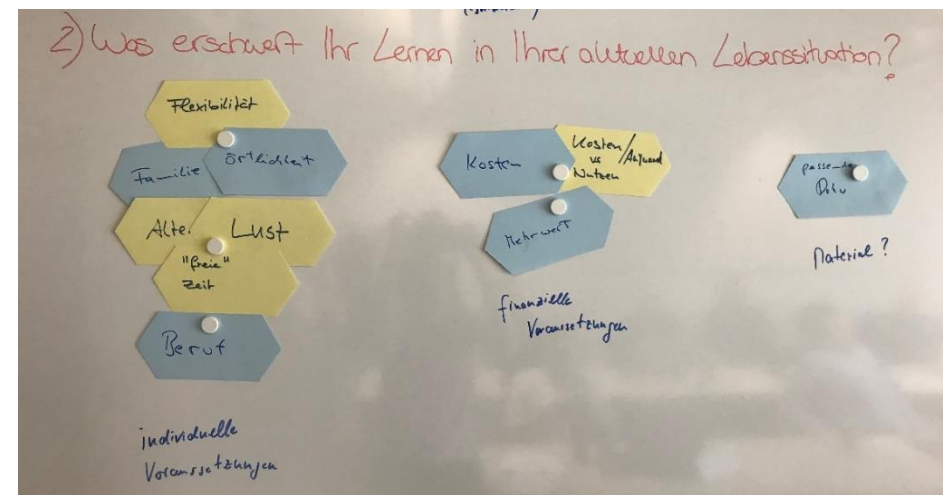 2) Was erschwert Ihr Lernen in Ihrer aktuellen Lebenssituation?
Flexibilität
Familie
Örtlichkeit
Alter
Lust
"freie"
Zeit
Beruf
individuelle
Voraussetzungen
Kosten
Kosten/Aufwand
vs
Nutzen
Mehrwert
finanzielle
Voraussetzungen
passende
Doku
Material?